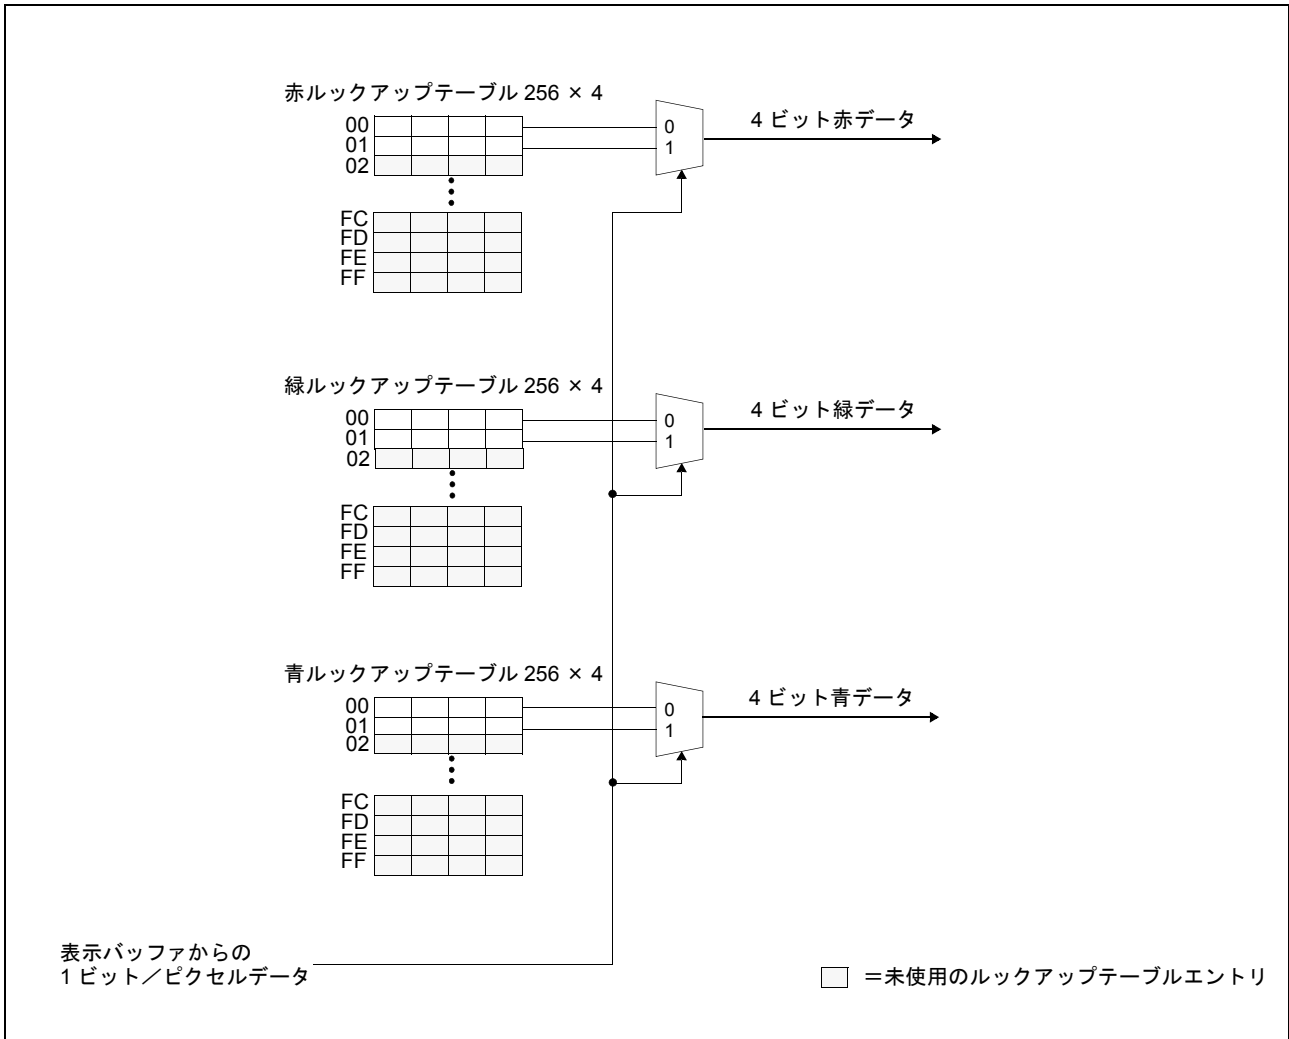 赤ルックアップテーブル 256 × 4
00
01
02
FC
FD
FE
FF
0
1
4 ビット赤データ
緑ルックアップテーブル 256 × 4
00
01
02
FC
FD
FE
FF
0
1
4 ビット緑データ
青ルックアップテーブル 256 × 4
00
01
02
FC
FD
FE
FF
0
1
4 ビット青データ
表示バッファからの
1 ビット／ピクセルデータ
＝未使用のルックアップテーブルエントリ